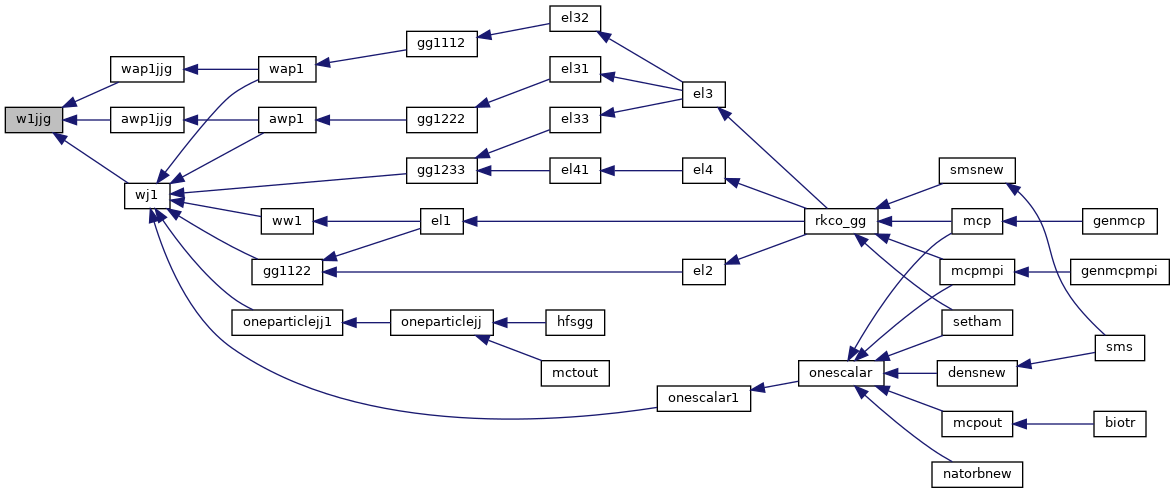 w1jjg
wap1jjg
awp1jjg
wj1
wap1
awp1
ww1
gg1122
oneparticlejj1
gg1112
gg1222
gg1233
el1
oneparticlejj
el32
el31
el33
el41
hfsgg
mctout
el3
el4
el2
onescalar1
rkco_gg
onescalar
smsnew
mcp
mcpmpi
setham
densnew
mcpout
natorbnew
genmcp
genmcpmpi
sms
biotr